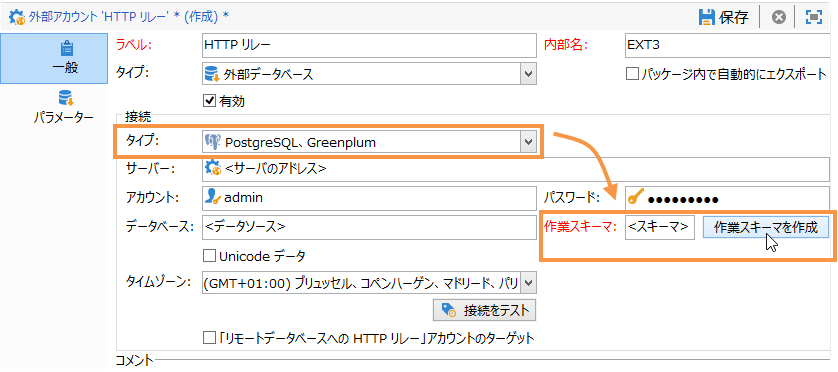 外部アカウント 'HTTP リレー' * (作成) *
保存
一般
パラメーター
ラベル: HTTP リレー 内部名: EXT3
タイプ: 外部データベース パッケージ内で自動的にエクスポート
有効
接続
タイプ: PostgreSQL、Greenplum
サーバー: <サーバのアドレス>
アカウント: admin パスワード: ●●●●●●●●●
データベース: <データソース> 作業スキーマ: <スキーマ> 作業スキーマを作成
Unicode データ
タイムゾーン: (GMT+01:00) ブリュッセル、コペンハーゲン、マドリード、パリ
接続をテスト
「リモートデータベースへの HTTP リレー」アカウントのターゲット
コメント